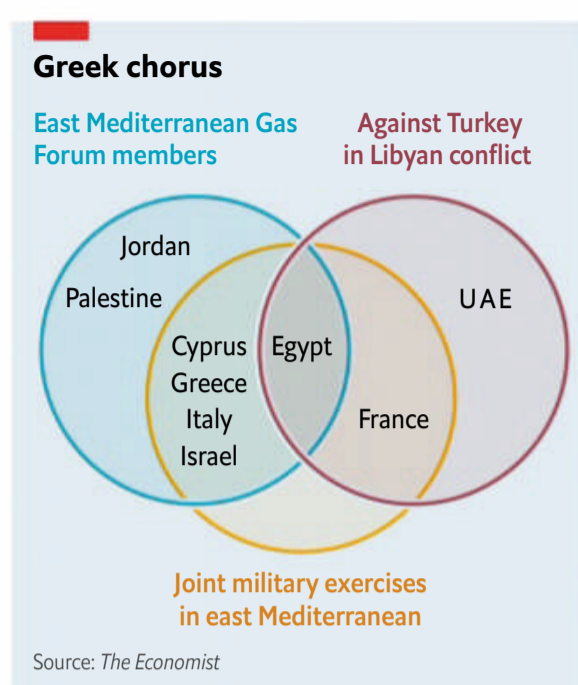 Greek chorus
East Mediterranean Gas
Forum members
Against Turkey
in Libyan conflict
Jordan
Palestine
Cyprus
Greece
Italy
Israel
Egypt
France
UAE
Joint military exercises
in east Mediterranean
Source: The Economist